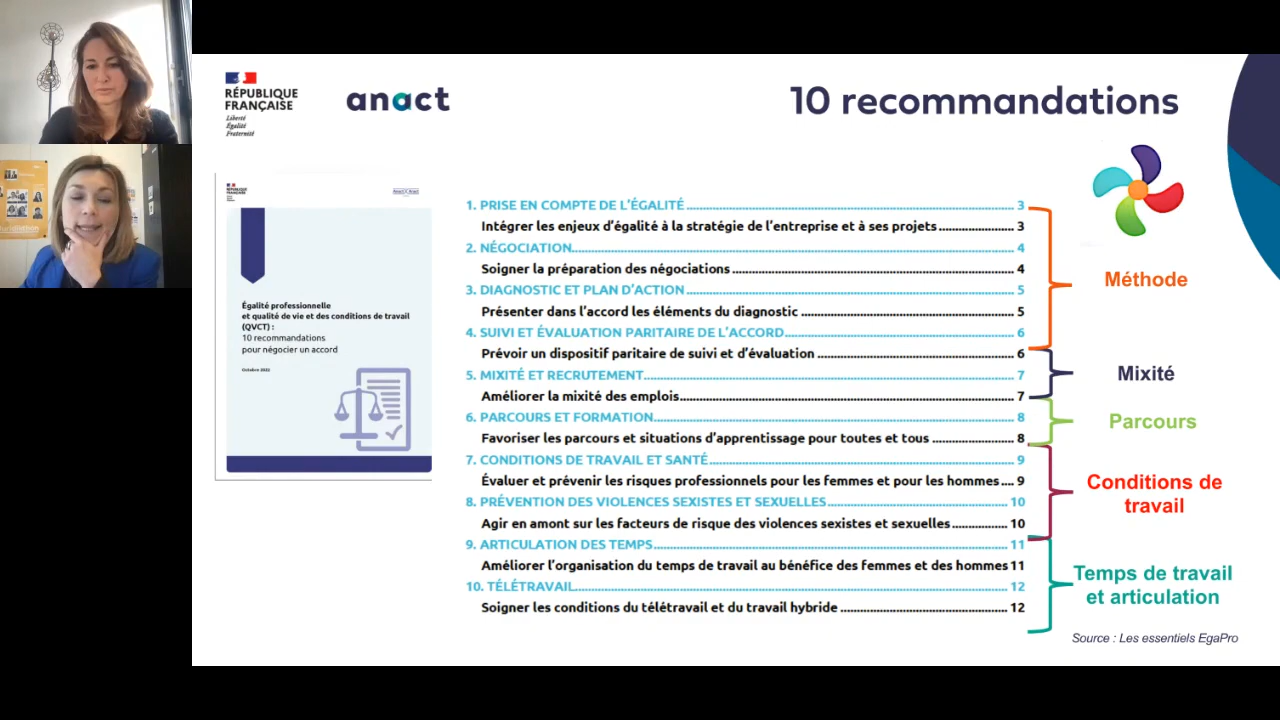 RÉPUBLIQUE
FRANÇAISE
Liberté
Égalité
Fraternité
anact
10 recommandations
Égalité professionnelle
et qualité de vie et des conditions de travail
(QVCT) :
10 recommandations
pour négocier un accord
1. PRISE EN COMPTE DE L'ÉGALITÉ 3
Intégrer les enjeux d'égalité à la stratégie de l'entreprise et à ses projets 3
2. NÉGOCIATION 4
Soigner la préparation des négociations 4
3. DIAGNOSTIC ET PLAN D'ACTION 5
Présenter dans l'accord les éléments du diagnostic 5
4. SUIVI ET ÉVALUATION PARITAIRE DE L'ACCORD 6
Prévoir un dispositif paritaire de suivi et d'évaluation 6
5. MIXITÉ ET RECRUTEMENT 7
Améliorer la mixité des emplois 7
6. PARCOURS ET FORMATION 8
Favoriser les parcours et situations d'apprentissage pour toutes et tous 8
7. CONDITIONS DE TRAVAIL ET SANTÉ 9
Évaluer et prévenir les risques professionnels pour les femmes et pour les hommes 9
8. PRÉVENTION DES VIOLENCES SEXISTES ET SEXUELLES 10
Agir en amont sur les facteurs de risque des violences sexistes et sexuelles 10
9. ARTICULATION DES TEMPS 11
Améliorer l'organisation du temps de travail au bénéfice des femmes et des hommes 11
10. TÉLÉTRAVAIL 12
Soigner les conditions du télétravail et du travail hybride 12
Méthode
Mixité
Parcours
Conditions de
travail
Temps de travail
et articulation
Source : Les essentiels EgaPro